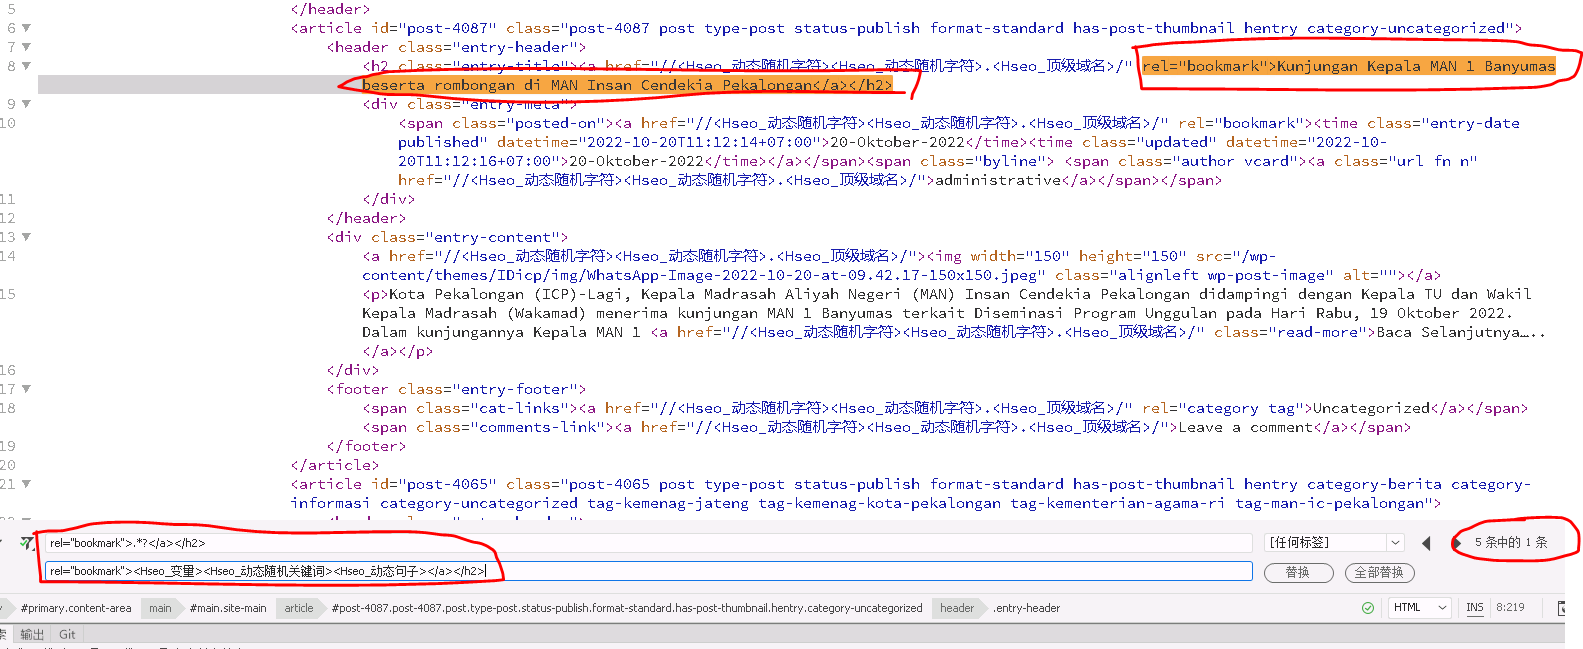 5 </header>
6 <article id="post-4087" class="post-4087 post type-post status-publish format-standard has-post-thumbnail hentry category-uncategorized">
7 <header class="entry-header">
8 <h2 class="entry-title"><a href="//<Hseo_动态随机字符><Hseo_动态随机字符>.<Hseo_顶级域名>/" rel="bookmark">Kunjungan Kepala MAN 1 Banyumas
beserta rombongan di MAN Insan Cendekia Pekalongan</a></h2>
9 <div class="entry-meta">
10 <span class="posted-on"><a href="//<Hseo_动态随机字符><Hseo_动态随机字符>.<Hseo_顶级域名>/" rel="bookmark"><time class="entry-date
published" datetime="2022-10-20T11:12:14+07:00">20-Oktober-2022</time><time class="updated" datetime="2022-10-
20T11:12:16+07:00">20-Oktober-2022</time></a></span><span class="byline"> <span class="author vcard"><a class="url fn n"
href="//<Hseo_动态随机字符><Hseo_动态随机字符>.<Hseo_顶级域名>/">administrative</a></span></span>
11 </div>
12 </header>
13 <div class="entry-content">
14 <a href="//<Hseo_动态随机字符><Hseo_动态随机字符>.<Hseo_顶级域名>/"><img width="150" height="150" src="/wp-
content/themes/IDicp/img/WhatsApp-Image-2022-10-20-at-09.42.17-150x150.jpeg" class="alignleft wp-post-image" alt=""></a>
15 <p>Kota Pekalongan (ICP)-Lagi, Kepala Madrasah Aliyah Negeri (MAN) Insan Cendekia Pekalongan didampingi dengan Kepala TU dan Wakil
Kepala Madrasah (Wakamad) menerima kunjungan MAN 1 Banyumas terkait Diseminasi Program Unggulan pada Hari Rabu, 19 Oktober 2022.
Dalam kunjungannya Kepala MAN 1 <a href="//<Hseo_动态随机字符><Hseo_动态随机字符>.<Hseo_顶级域名>/" class="read-more">Baca Selanjutnya…..
</a></p>
16 </div>
17 <footer class="entry-footer">
18 <span class="cat-links"><a href="//<Hseo_动态随机字符><Hseo_动态随机字符>.<Hseo_顶级域名>/" rel="category tag">Uncategorized</a></span>
<span class="comments-link"><a href="//<Hseo_动态随机字符><Hseo_动态随机字符>.<Hseo_顶级域名>/">Leave a comment</a></span>
19 </footer>
20 </article>
21 <article id="post-4065" class="post-4065 post type-post status-publish format-standard has-post-thumbnail hentry category-berita category-
informasi category-uncategorized tag-kemenag-jateng tag-kemenag-kota-pekalongan tag-kementerian-agama-ri tag-man-ic-pekalongan">
rel="bookmark">.*?</a></h2> [任何标签] 5 条中的 1 条
rel="bookmark"><Hseo_变量><Hseo_动态随机关键词><Hseo_动态句子></a></h2> 替换 全部替换
#primary.content-area main #main.site-main article #post-4087.post-4087.post.type-post.status-publish.format-standard.has-post-thumbnail.hentry.category-uncategorized header .entry-header HTML INS 8:219
索 输出 Git